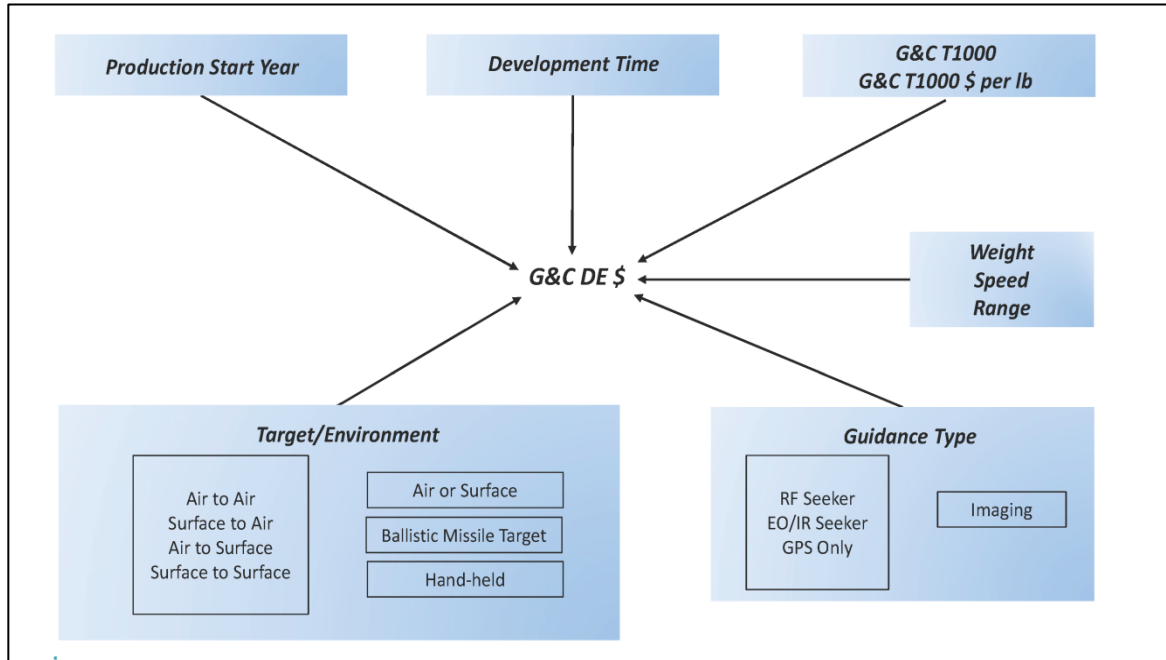 Production Start Year
Development Time
G&C T1000
G&C T1000 $ per lb
G&C DE $
Weight
Speed
Range
Target/Environment
Air to Air
Surface to Air
Air to Surface
Surface to Surface
Air or Surface
Ballistic Missile Target
Hand-held
Guidance Type
RF Seeker
EO/IR Seeker
GPS Only
Imaging